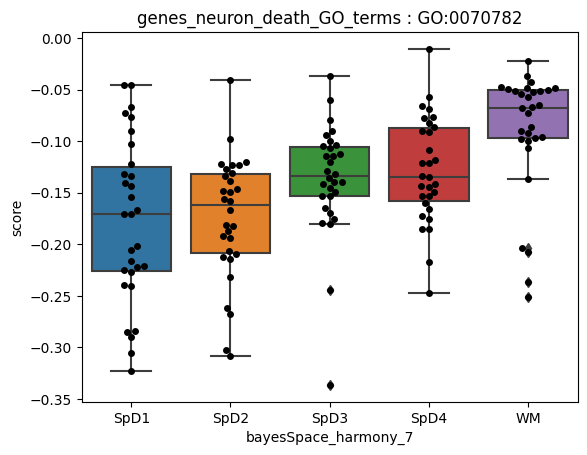 genes_neuron_death_GO_terms : GO:0070782
0.00
−0.05
−0.10
−0.15
−0.20
−0.25
−0.30
−0.35
score
SpD1 SpD2 SpD3 SpD4 WM
bayesSpace_harmony_7